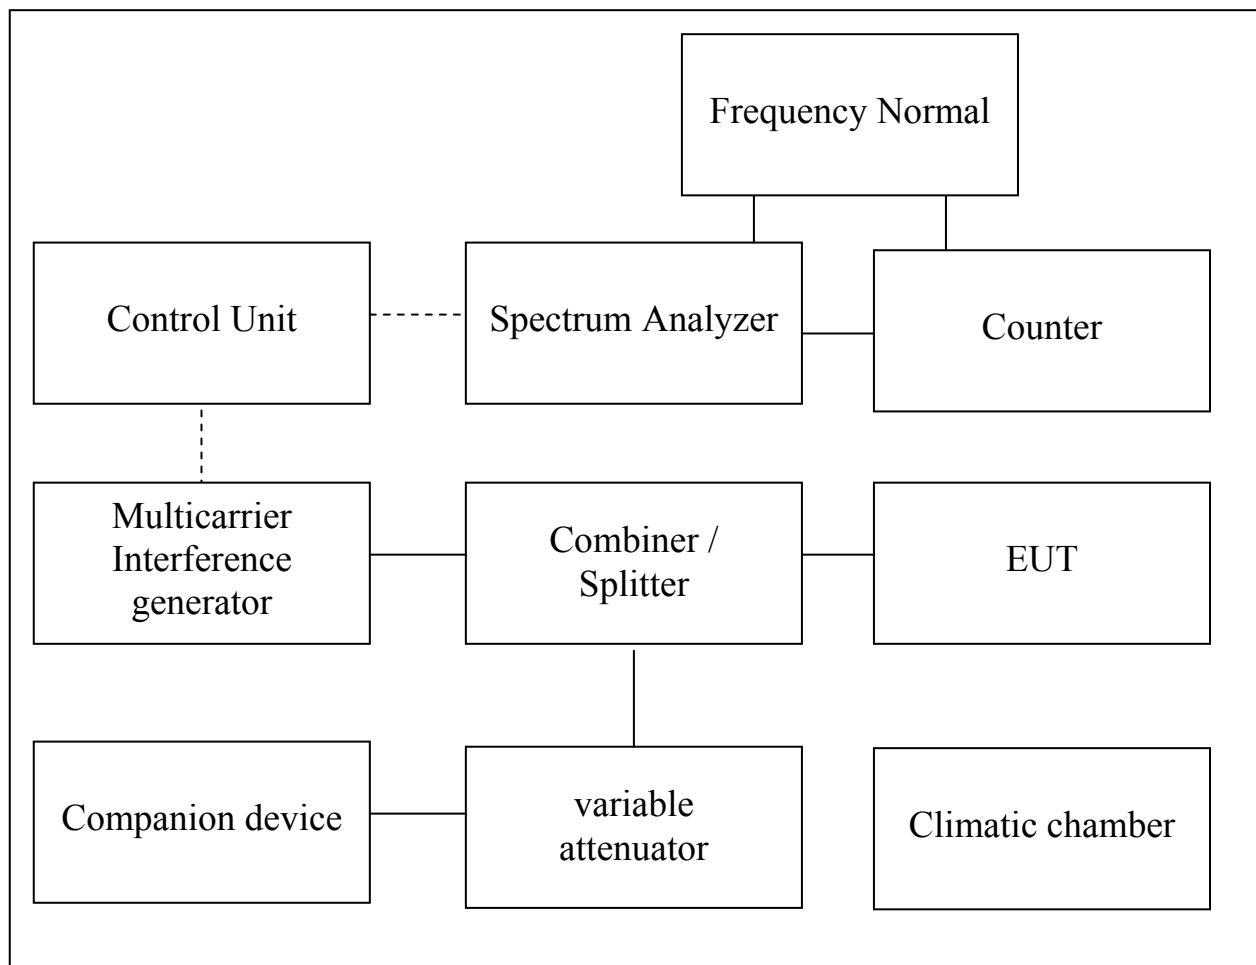 Frequency Normal
Control Unit
Spectrum Analyzer
Counter
Multicarrier
Interference
generator
Combiner /
Splitter
EUT
Companion device
variable
attenuator
Climatic chamber